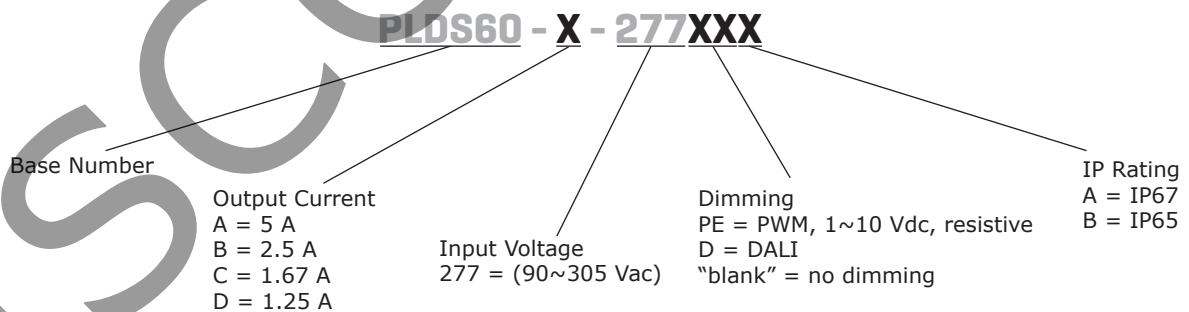 PLDS60 - X - 277XXX
Base Number
Output Current
A = 5 A
B = 2.5 A
C = 1.67 A
D = 1.25 A
Input Voltage
277 = (90~305 Vac)
Dimming
PE = PWM, 1~10 Vdc, resistive
D = DALI
“blank” = no dimming
IP Rating
A = IP67
B = IP65